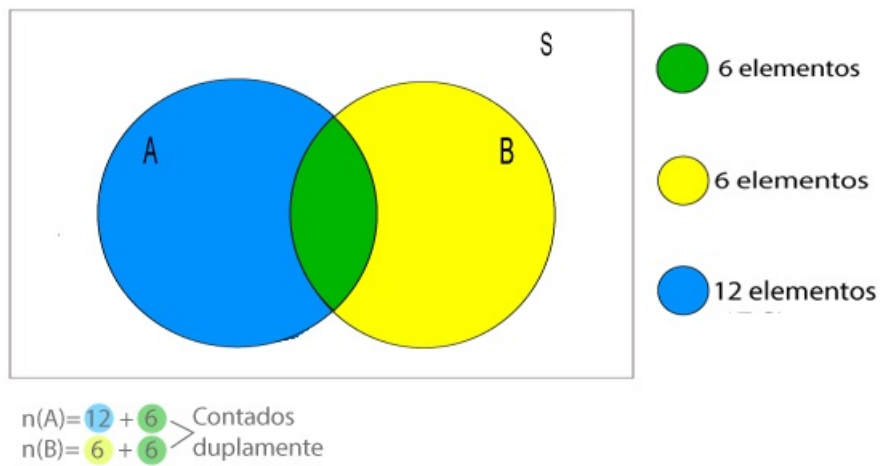 S
A
B
6 elementos
6 elementos
12 elementos
n(A)= 12 + 6
n(B)= 6 + 6
Contados
duplamente